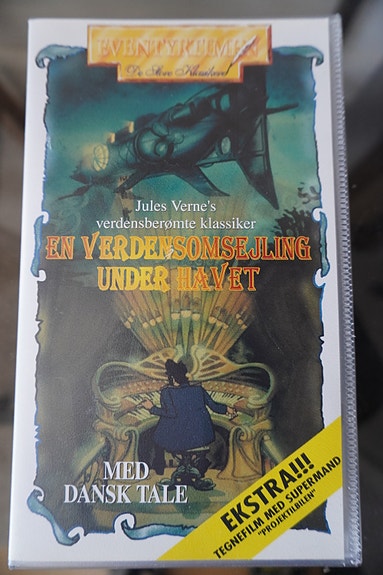 EVENTYRTIMEN
De Store Klassikere
Jules Verne's
verdensberømte klassiker
EN VERDENSOMSEJLING
UNDER HAVET
MED
DANSK TALE
EKSTRA!!!
TEGNEFILM MED SUPERMAND
"PROJEKTILBILEN"